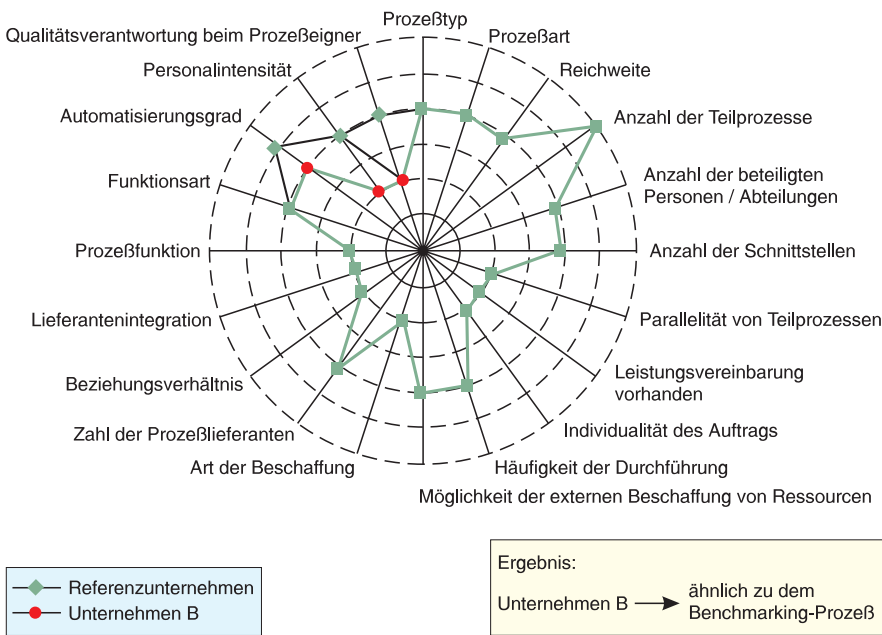 Prozeßtyp
Qualitätsverantwortung beim Prozeßeigner
Prozeßart
Personalintensität
Reichweite
Automatisierungsgrad
Anzahl der Teilprozesse
Funktionsart
Anzahl der beteiligten
Personen / Abteilungen
Prozeßfunktion
Anzahl der Schnittstellen
Lieferantenintegration
Parallelität von Teilprozessen
Beziehungsverhältnis
Leistungsvereinbarung
vorhanden
Zahl der Prozeßlieferanten
Individualität des Auftrags
Art der Beschaffung
Häufigkeit der Durchführung
Möglichkeit der externen Beschaffung von Ressourcen
Referenzunternehmen
Unternehmen B
Ergebnis:
Unternehmen B → ähnlich zu dem
Benchmarking-Prozeß